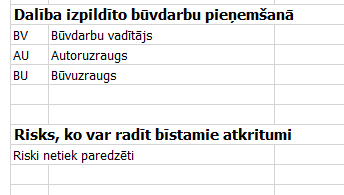 Dalība izpildīto būvdarbu pieņemšanā
BV Būvdarbu vadītājs
AU Autoruzraugs
BU Būvuzraugs
Risks, ko var radīt bīstamie atkritumi
Riski netiek paredzēti